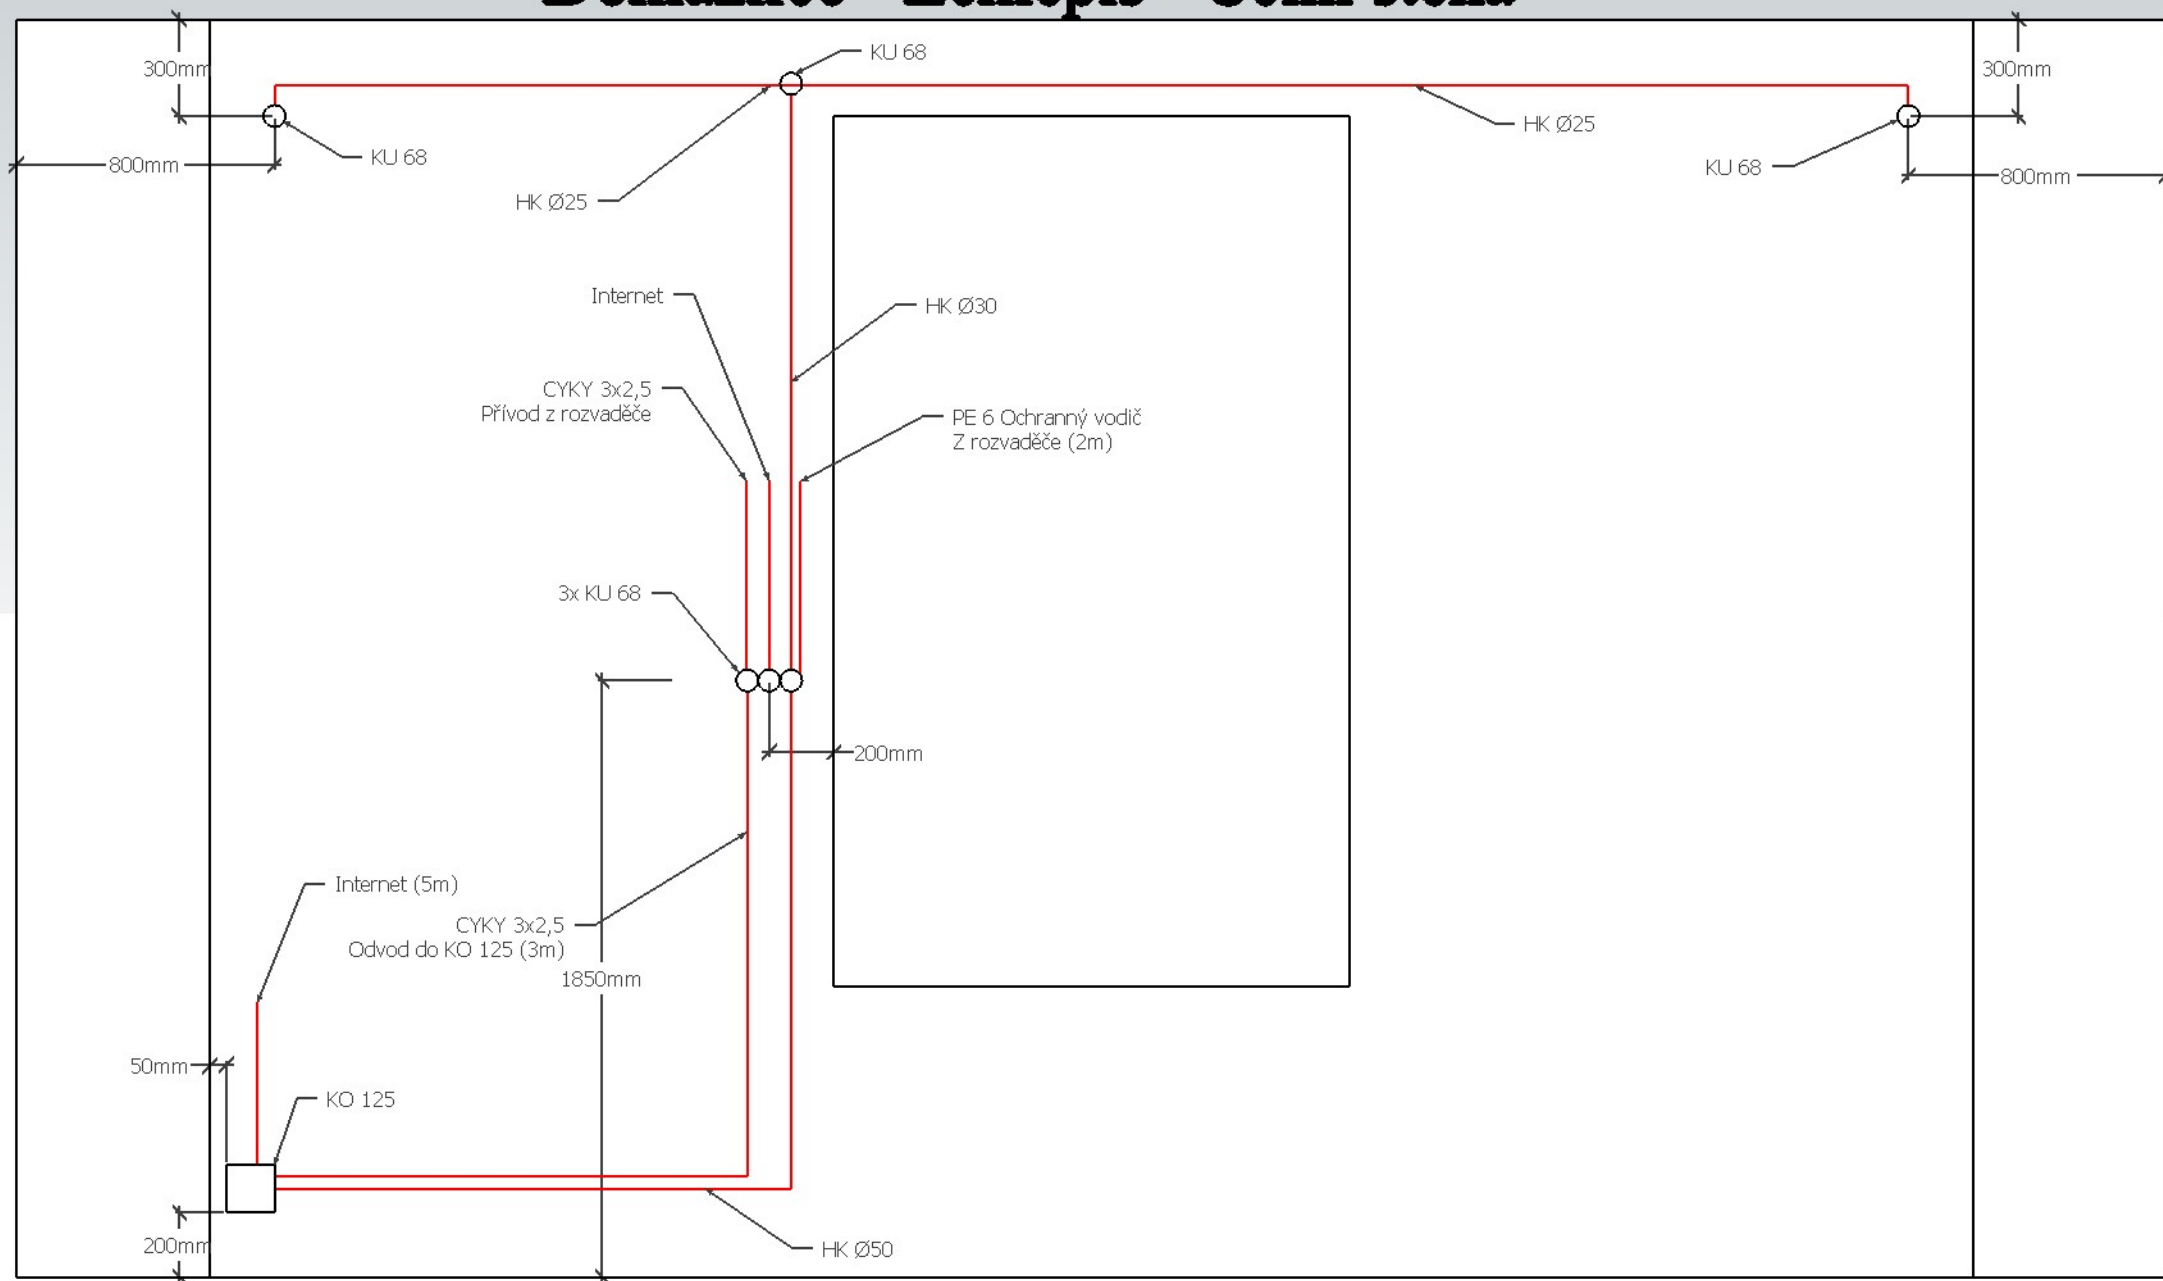 KU 68
300mm
300mm
HK Ø25
KU 68
KU 68
800mm
800mm
HK Ø25
Internet
HK Ø30
CYKY 3x2,5
Přívod z rozvaděče
PE 6 Ochranný vodič
Z rozvaděče (2m)
3x KU 68
200mm
Internet (5m)
CYKY 3x2,5
Odvod do KO 125 (3m)
1850mm
50mm
KO 125
200mm
HK Ø50